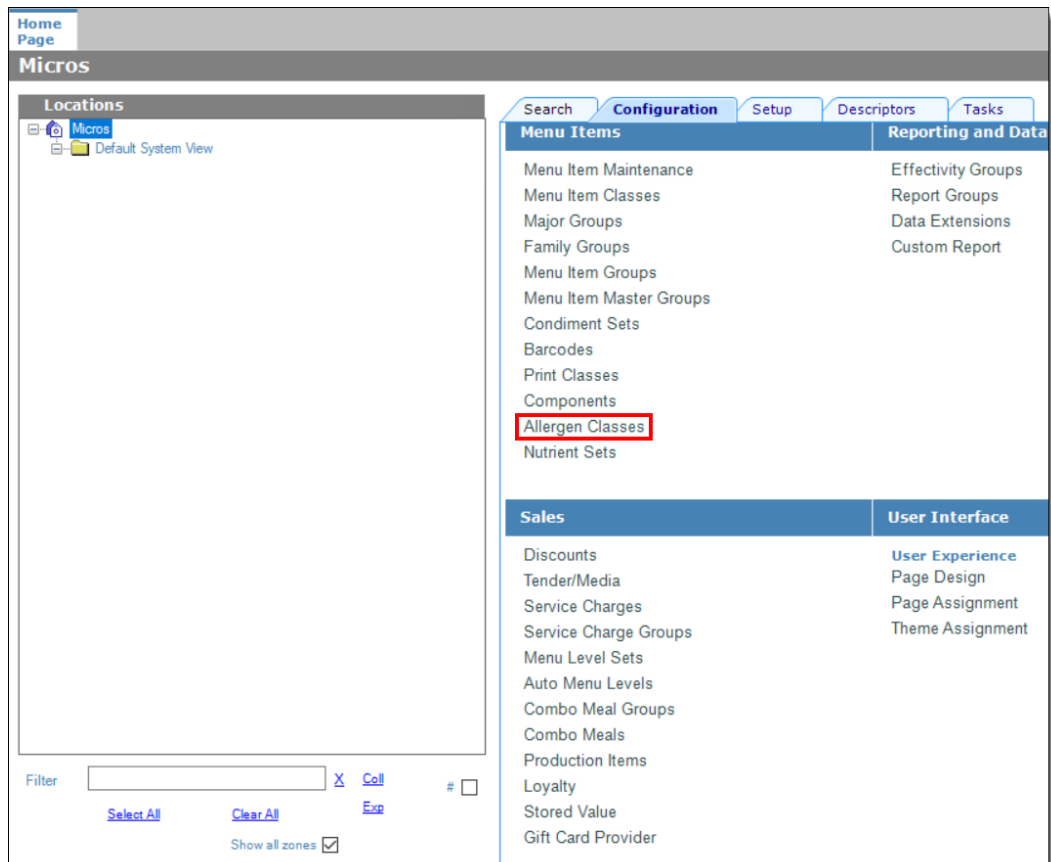 Home
Page
Micros
Locations
Micros
Default System View
Filter
X
Coll
#
Select All
Clear All
Exp
Show all zones
Search
Configuration
Setup
Descriptors
Tasks
Menu Items
Menu Item Maintenance
Menu Item Classes
Major Groups
Family Groups
Menu Item Groups
Menu Item Master Groups
Condiment Sets
Barcodes
Print Classes
Components
Allergen Classes
Nutrient Sets
Reporting and Data
Effectivity Groups
Report Groups
Data Extensions
Custom Report
Sales
Discounts
Tender/Media
Service Charges
Service Charge Groups
Menu Level Sets
Auto Menu Levels
Combo Meal Groups
Combo Meals
Production Items
Loyalty
Stored Value
Gift Card Provider
User Interface
User Experience
Page Design
Page Assignment
Theme Assignment